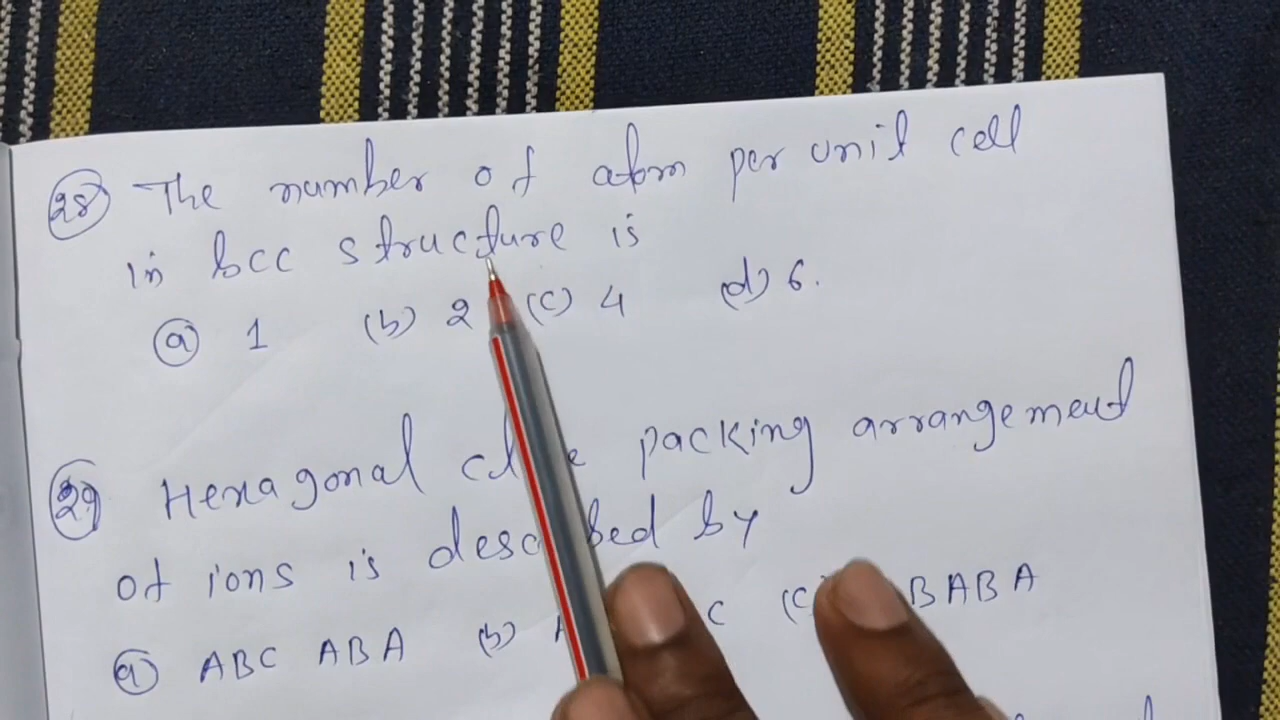 28 The number of atom per unit cell
in bcc structure is
(a) 1 (b) 2 (c) 4 (d) 6.
29 Hexagonal packing arrangement
of ions is by
(a) ABC ABA (b) C (c) BABA